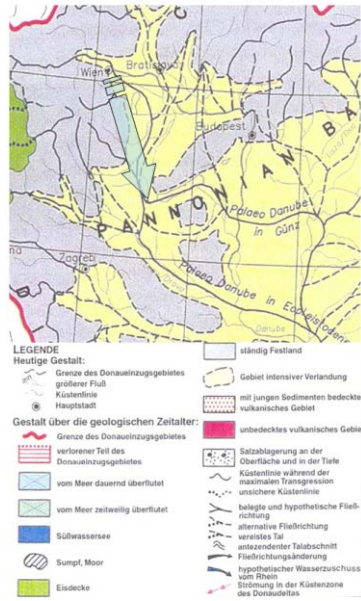 Wien
Bratislava
Budapest
PANNONIAN BA
Palaeo Danube
in Günz
Zagreb
Palaeo Danube in Eopleistocen
Danube
LEGENDE
Heutige Gestalt:
Grenze des Donaueinzugsgebietes
größerer Fluß
Küstenlinie
Hauptstadt
Gestalt über die geologischen Zeitalter:
Grenze des Donaueinzugsgebietes
verlorener Teil des
Donaueinzugsgebietes
vom Meer dauernd überflutet
vom Meer zeitweilig überflutet
Süßwassersee
Sumpf, Moor
Eisdecke
ständig Festland
Gebiet intensiver Verlandung
mit jungen Sedimenten bedeckte
vulkanisches Gebiet
unbedecktes vulkanisches Gebie
Salzablagerung an der
Oberfläche und in der Tiefe
Küstenlinie während der
maximalen Transgression
unsichere Küstenlinie
belegte und hypothetische Fließ-
richtung
alternative Fließrichtung
vereistes Tal
antezendenter Talabschnitt
Fließrichtungsänderung
hypothetischer Wasserzuschuss
vom Rhein
Strömung in der Küstenzone
des Donaudeltas